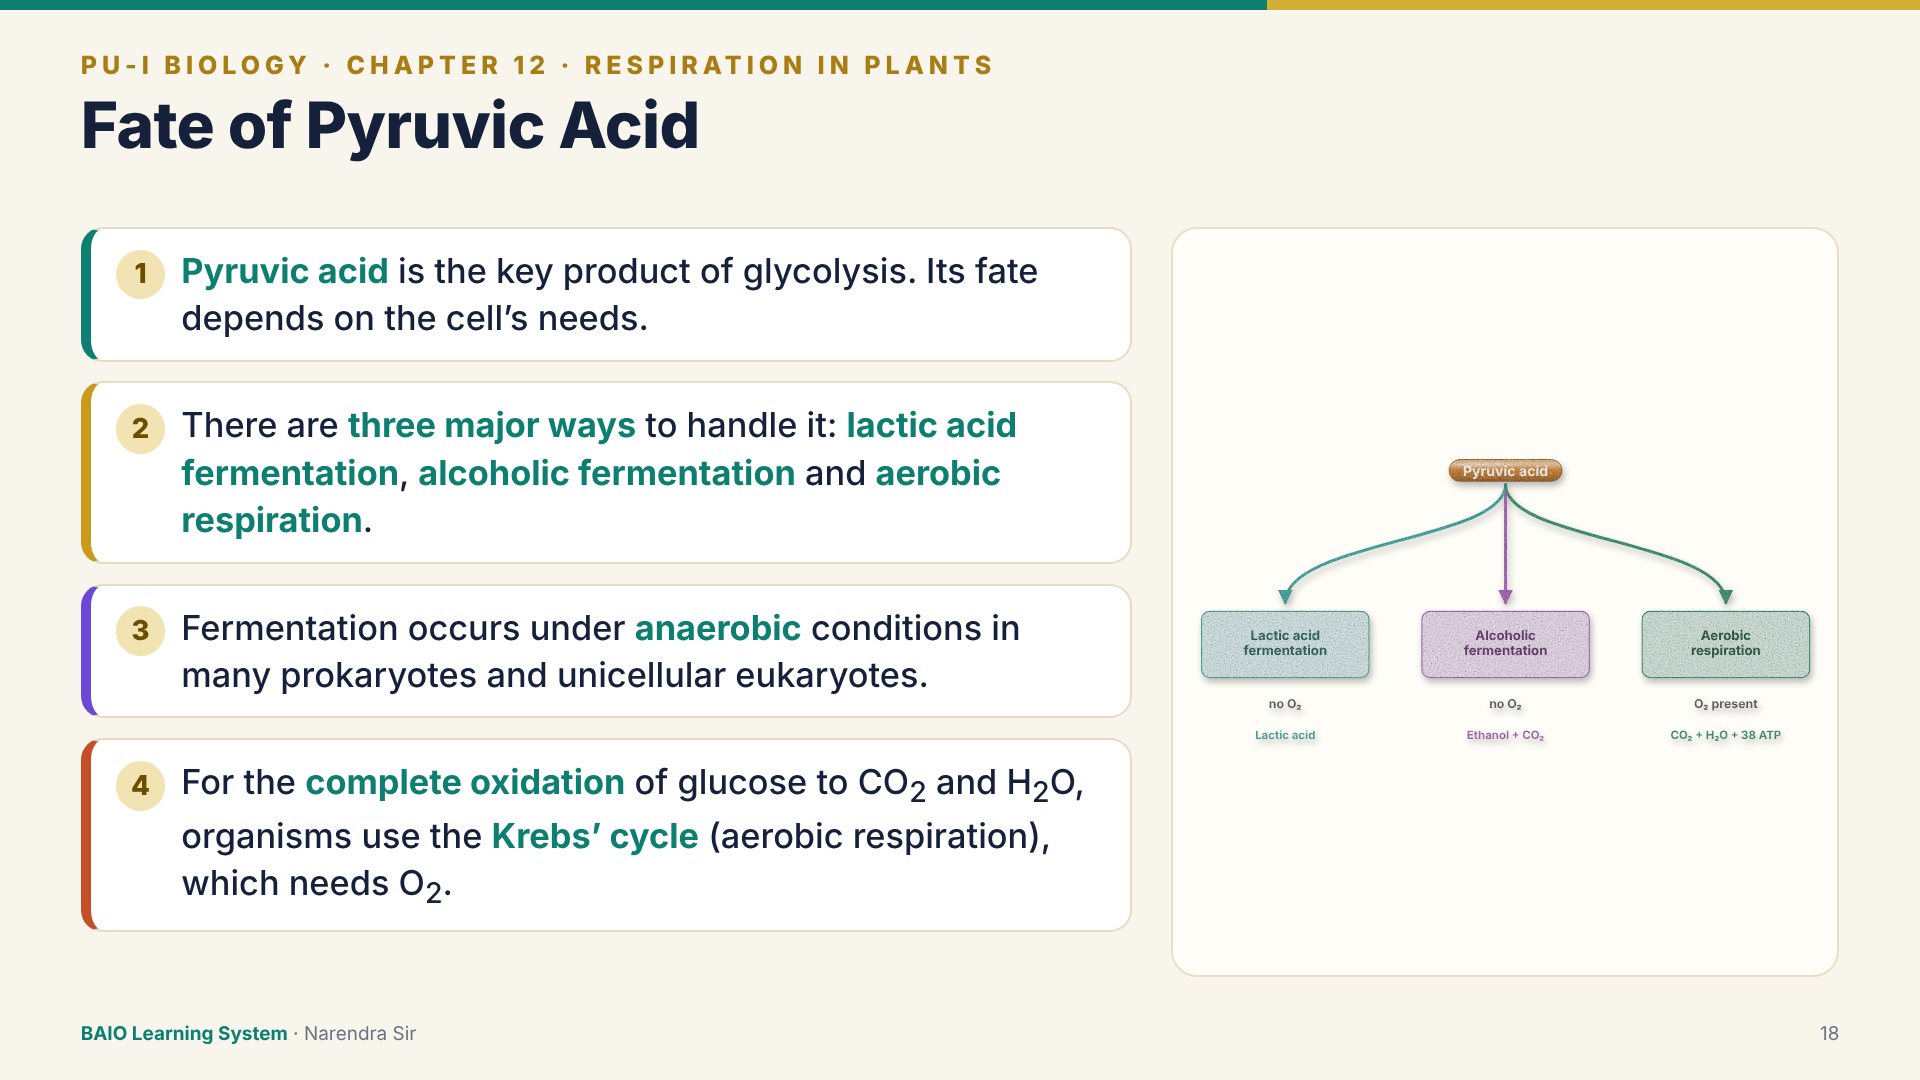 PU-I BIOLOGY · CHAPTER 12 · RESPIRATION IN PLANTS
Fate of Pyruvic Acid
1
Pyruvic acid is the key product of glycolysis. Its fate
depends on the cell’s needs.
2
There are three major ways to handle it: lactic acid
fermentation, alcoholic fermentation and aerobic
respiration.
3
Fermentation occurs under anaerobic conditions in
many prokaryotes and unicellular eukaryotes.
4
For the complete oxidation of glucose to CO₂ and H₂O,
organisms use the Krebs’ cycle (aerobic respiration),
which needs O₂.
Pyruvic acid
Lactic acid
fermentation
no O₂
Lactic acid
Alcoholic
fermentation
no O₂
Ethanol + CO₂
Aerobic
respiration
O₂ present
CO₂ + H₂O + 38 ATP
BAIO Learning System · Narendra Sir
18